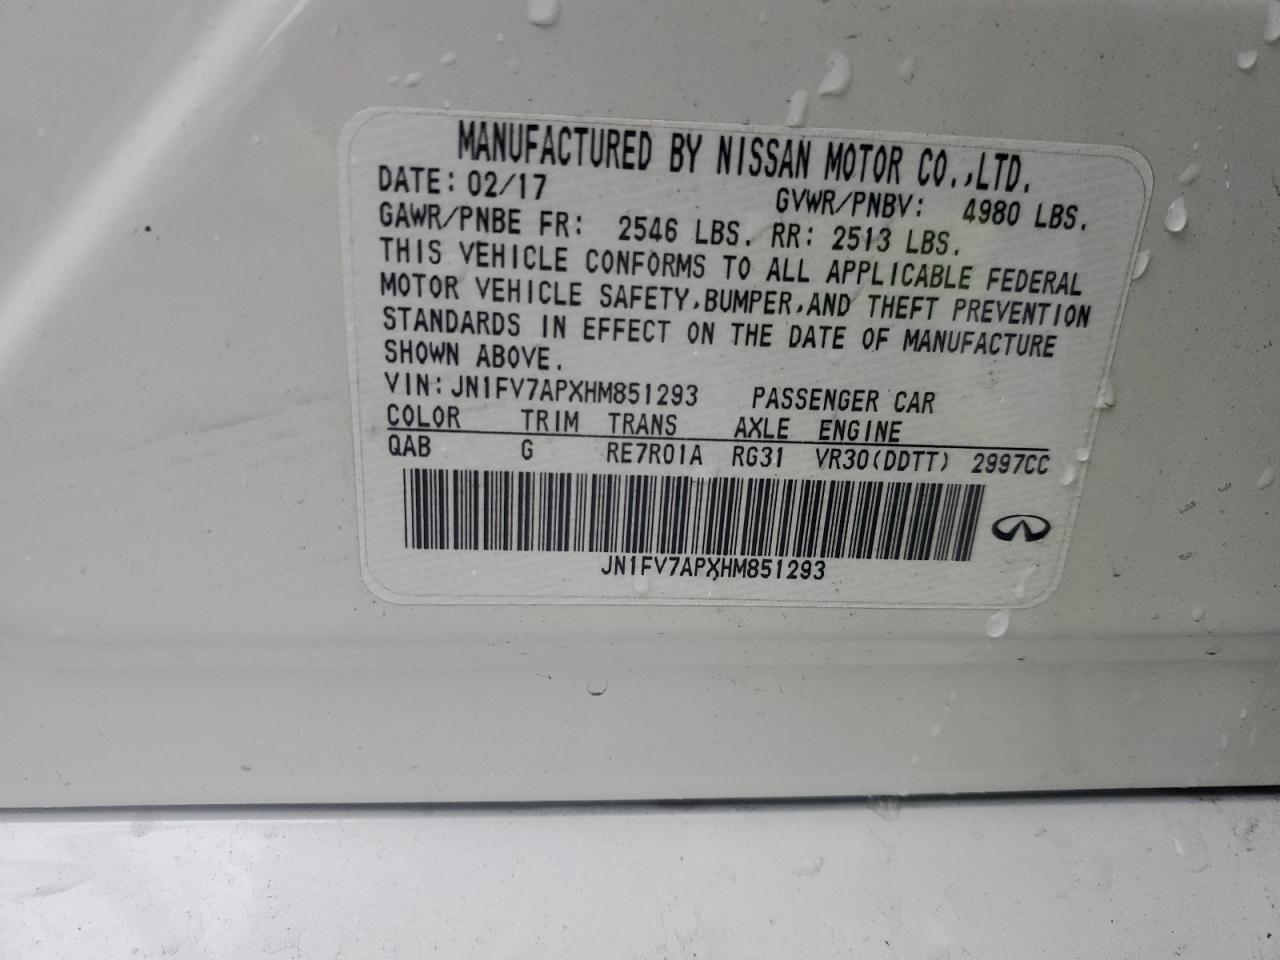 MANUFACTURED BY NISSAN MOTOR CO.,LTD.
DATE: 02/17 GVWR/PNBV: 4980 LBS.
GAWR/PNBE FR: 2546 LBS. RR: 2513 LBS.
THIS VEHICLE CONFORMS TO ALL APPLICABLE FEDERAL
MOTOR VEHICLE SAFETY,BUMPER,AND THEFT PREVENTION
STANDARDS IN EFFECT ON THE DATE OF MANUFACTURE
SHOWN ABOVE.
VIN:JN1FV7APXHM851293 PASSENGER CAR
COLOR TRIM TRANS AXLE ENGINE
QAB G RE7R01A RG31 VR30(DDTT) 2997CC
JN1FV7APXHM851293